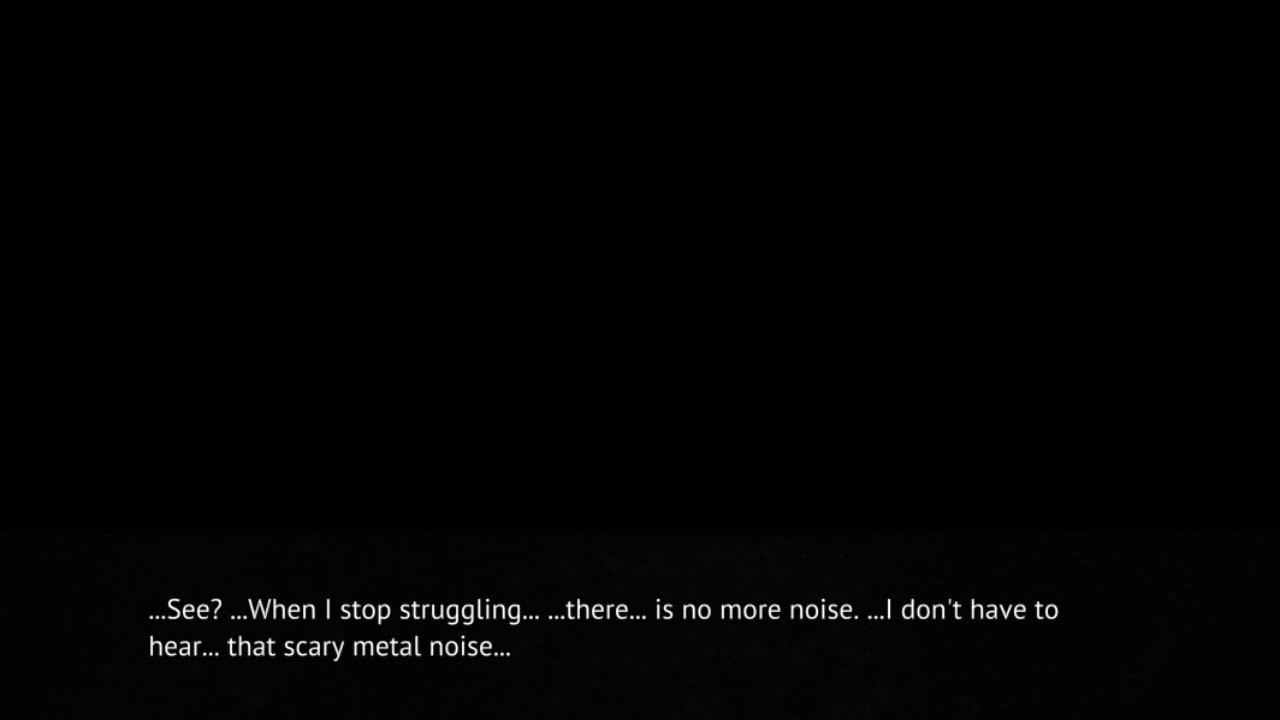 ...See? ...When I stop struggling... ...there... is no more noise. ...I don't have to
hear... that scary metal noise...